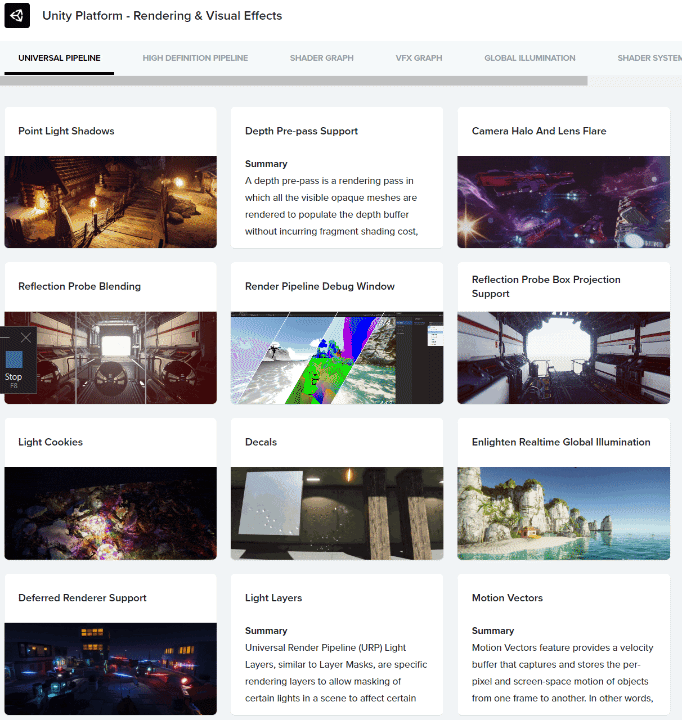 Unity Platform - Rendering & Visual Effects
UNIVERSAL PIPELINE
HIGH DEFINITION PIPELINE
SHADER GRAPH
VFX GRAPH
GLOBAL ILLUMINATION
SHADER SYSTEM
Point Light Shadows
Depth Pre-pass Support
Summary
A depth pre-pass is a rendering pass in
which all the visible opaque meshes are
rendered to populate the depth buffer
without incurring fragment shading cost,
Camera Halo And Lens Flare
Reflection Probe Blending
Render Pipeline Debug Window
Reflection Probe Box Projection
Support
Stop
F8
Light Cookies
Decals
Enlighten Realtime Global Illumination
Deferred Renderer Support
Light Layers
Summary
Universal Render Pipeline (URP) Light
Layers, similar to Layer Masks, are specific
rendering layers to allow masking of
certain lights in a scene to affect certain
Motion Vectors
Summary
Motion Vectors feature provides a velocity
buffer that captures and stores the per-
pixel and screen-space motion of objects
from one frame to another. In other words,